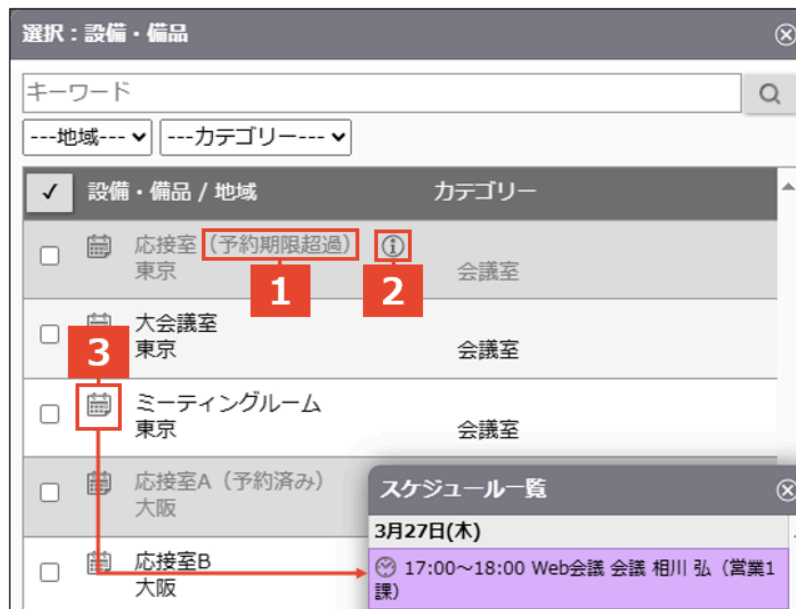 選択：設備・備品
キーワード
---地域---
---カテゴリー---
設備・備品 / 地域
カテゴリー
応接室（予約期限超過）
東京
会議室
1
2
大会議室
東京
会議室
3
ミーティングルーム
東京
会議室
応接室A（予約済み）
大阪
応接室B
大阪
スケジュール一覧
3月27日(木)
17:00～18:00 Web会議 会議 相川 弘（営業1
課）